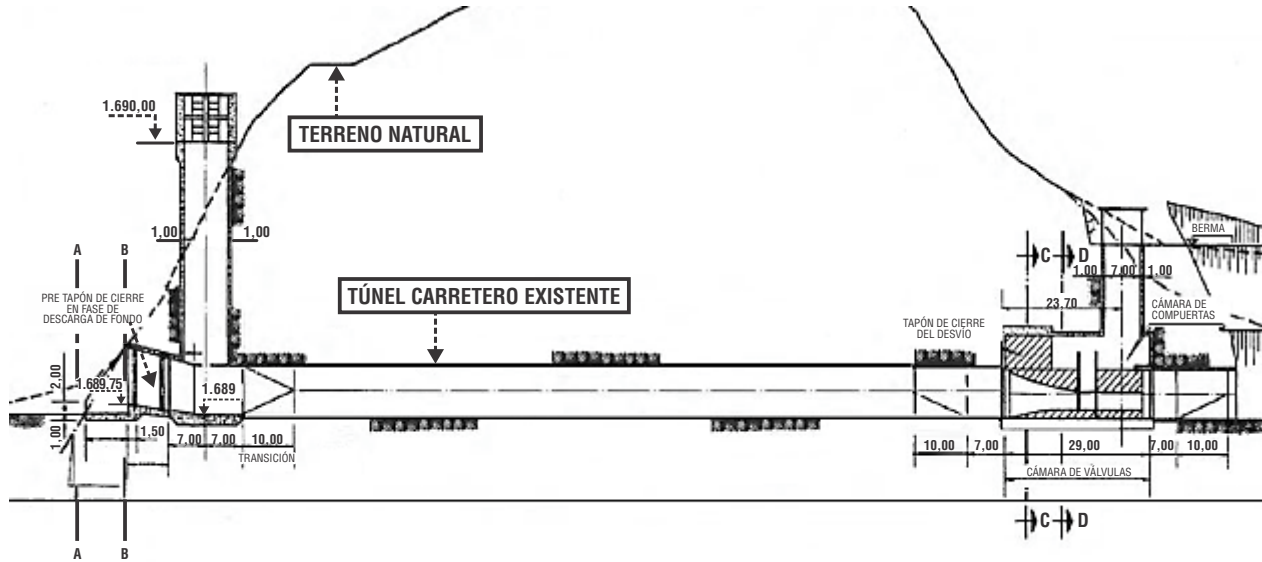 1.690,00
TERRENO NATURAL
A
B
1,00
1,00
PRE TAPÓN DE CIERRE
EN FASE DE
DESCARGA DE FONDO
TÚNEL CARRETERO EXISTENTE
C
D
BERMA
1,00
7,00
1,00
23,70
CÁMARA DE
COMPUERTAS
TAPÓN DE CIERRE
DEL DESVÍO
2,00
1.689,75
1.689
1,00
1,50
7,00
7,00
10,00
TRANSICIÓN
10,00
7,00
29,00
7,00
10,00
CÁMARA DE VÀLVULAS
C
D
A
B